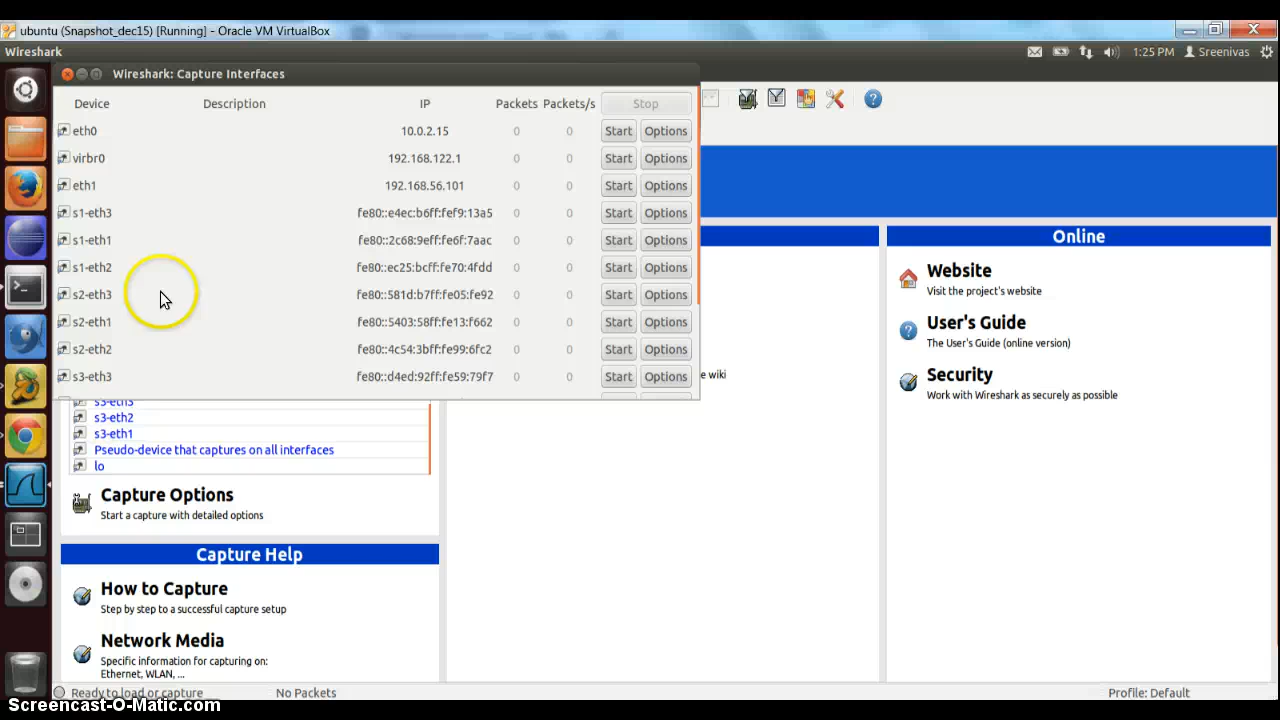 ubuntu (Snapshot_dec15) [Running] - Oracle VM VirtualBox
Wireshark
1:25 PM
Sreenivas
Wireshark: Capture Interfaces
Device Description IP Packets Packets/s Stop
eth0 10.0.2.15 0 0 Start Options
virbr0 192.168.122.1 0 0 Start Options
eth1 192.168.56.101 0 0 Start Options
s1-eth3 fe80::e4ec:b6ff:fef9:13a5 0 0 Start Options
s1-eth1 fe80::2c68:9eff:fe6f:7aac 0 0 Start Options
s1-eth2 fe80::ec25:bcff:fe70:4fdd 0 0 Start Options
s2-eth3 fe80::581d:b7ff:fe05:fe92 0 0 Start Options
s2-eth1 fe80::5403:58ff:fe13:f662 0 0 Start Options
s2-eth2 fe80::4c54:3bff:fe99:6fc2 0 0 Start Options
s3-eth3 fe80::d4ed:92ff:fe59:79f7 0 0 Start Options
s3-eth3
s3-eth2
s3-eth1
Pseudo-device that captures on all interfaces
lo
Capture Options
Start a capture with detailed options
Capture Help
How to Capture
Step by step to a successful capture setup
Network Media
Specific information for capturing on:
Ethernet, WLAN, ...
e wiki
Online
Website
Visit the project's website
User's Guide
The User's Guide (online version)
Security
Work with Wireshark as securely as possible
Ready to load or capture
No Packets
Profile: Default
Screencast-O-Matic.com